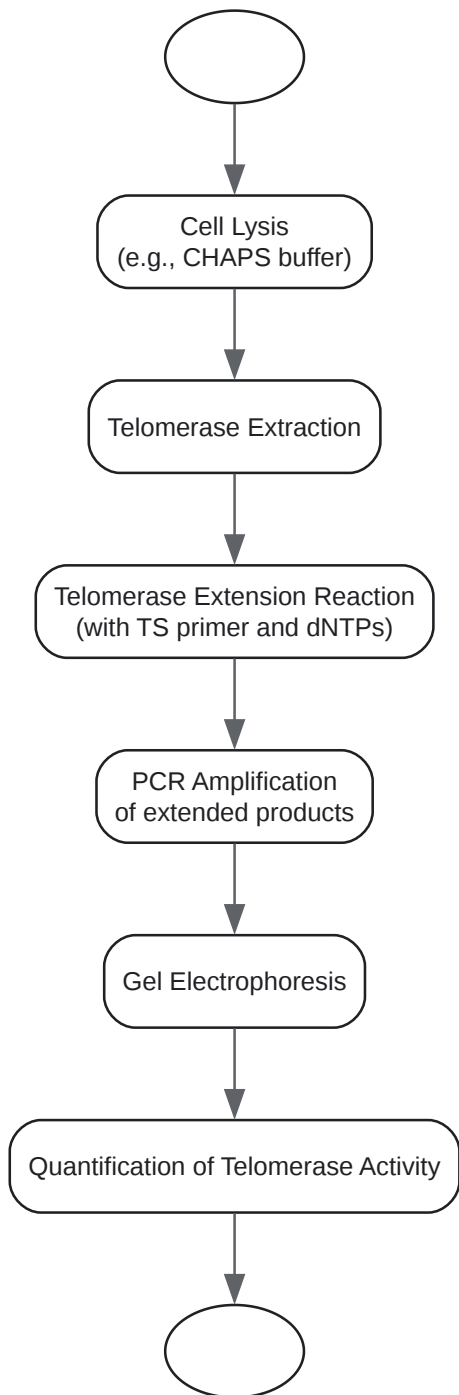 Cell Lysis
(e.g., CHAPS buffer)
Telomerase Extraction
Telomerase Extension Reaction
(with TS primer and dNTPs)
PCR Amplification
of extended products
Gel Electrophoresis
Quantification of Telomerase Activity